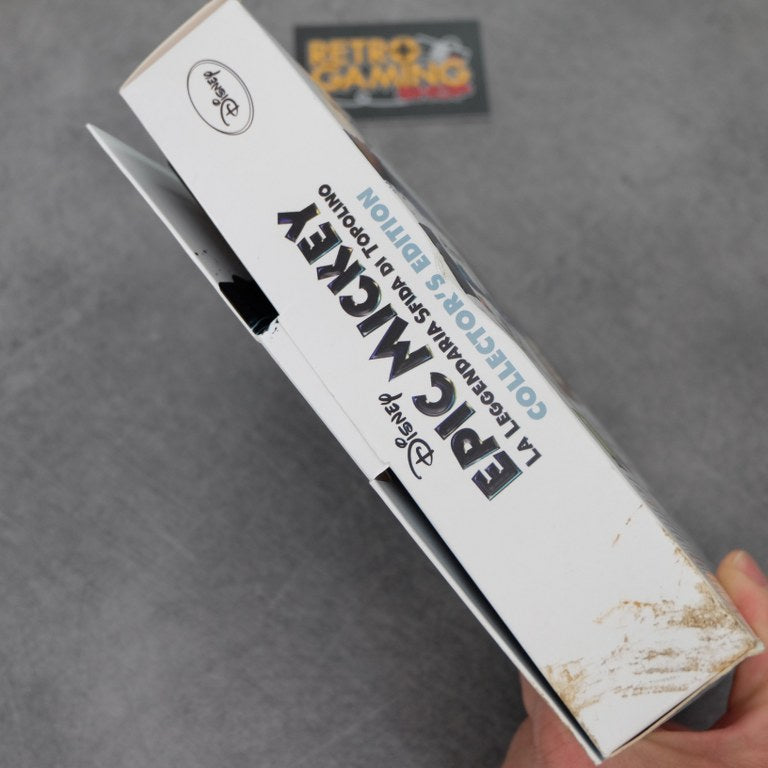 RETRO
GAMING
Disney
Disney
EPIC MICKEY
LA LEGGENDARIA SFIDA DI TOPOLINO
COLLECTOR'S EDITION